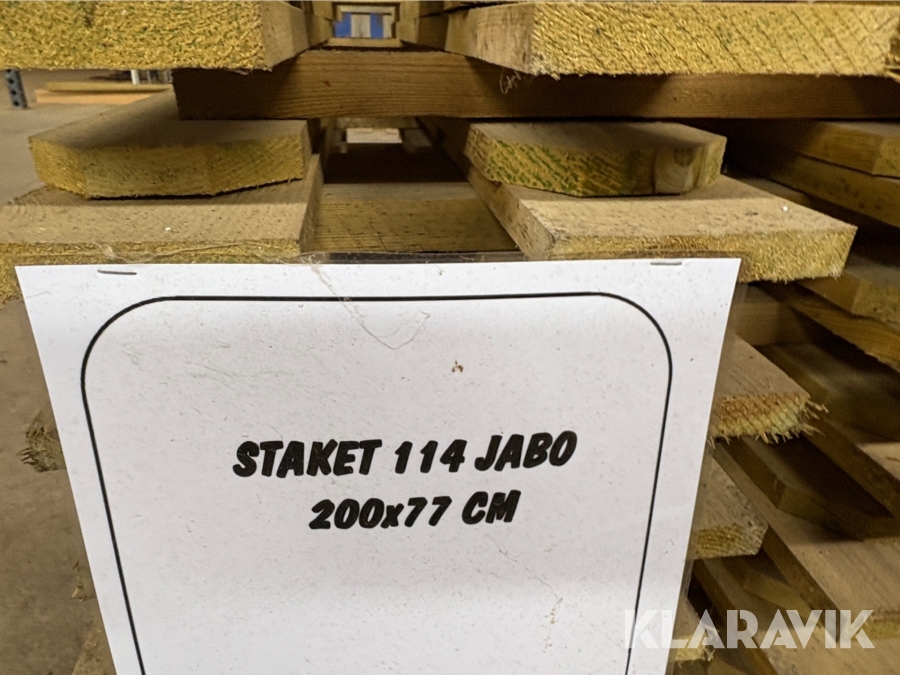 STAKET 114 JABO
200x77 CM
KLARAVIK